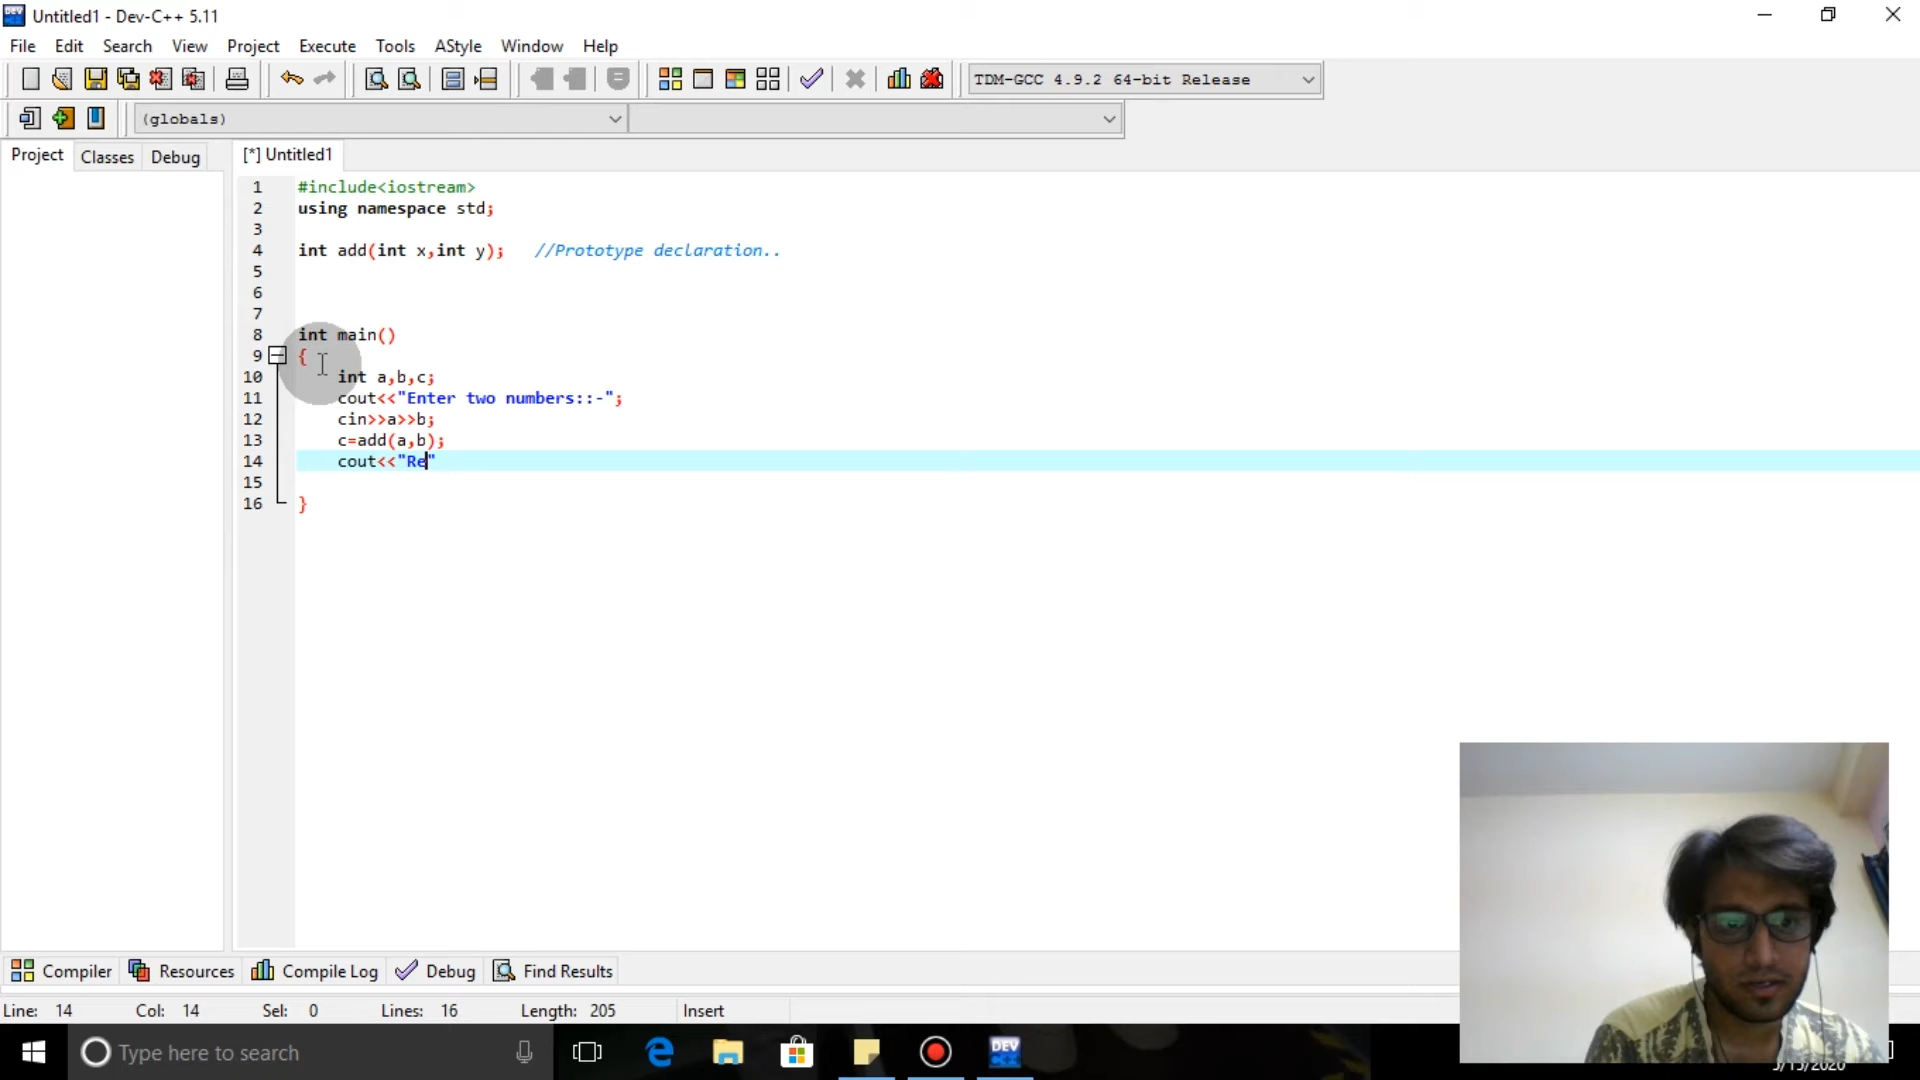 Untitled1 - Dev-C++ 5.11
File Edit Search View Project Execute Tools AStyle Window Help
TDM-GCC 4.9.2 64-bit Release
(globals)
Project Classes Debug [*] Untitled1
1 #include<iostream>
2 using namespace std;
3
4 int add(int x,int y); //Prototype declaration..
5
6
7
8 int main()
9 {
10 int a,b,c;
11 cout<<"Enter two numbers::-";
12 cin>>a>>b;
13 c=add(a,b);
14 cout<<"Re"
15
16 }
Compiler Resources Compile Log Debug Find Results
Line: 14 Col: 14 Sel: 0 Lines: 16 Length: 205 Insert
Type here to search DEV C++